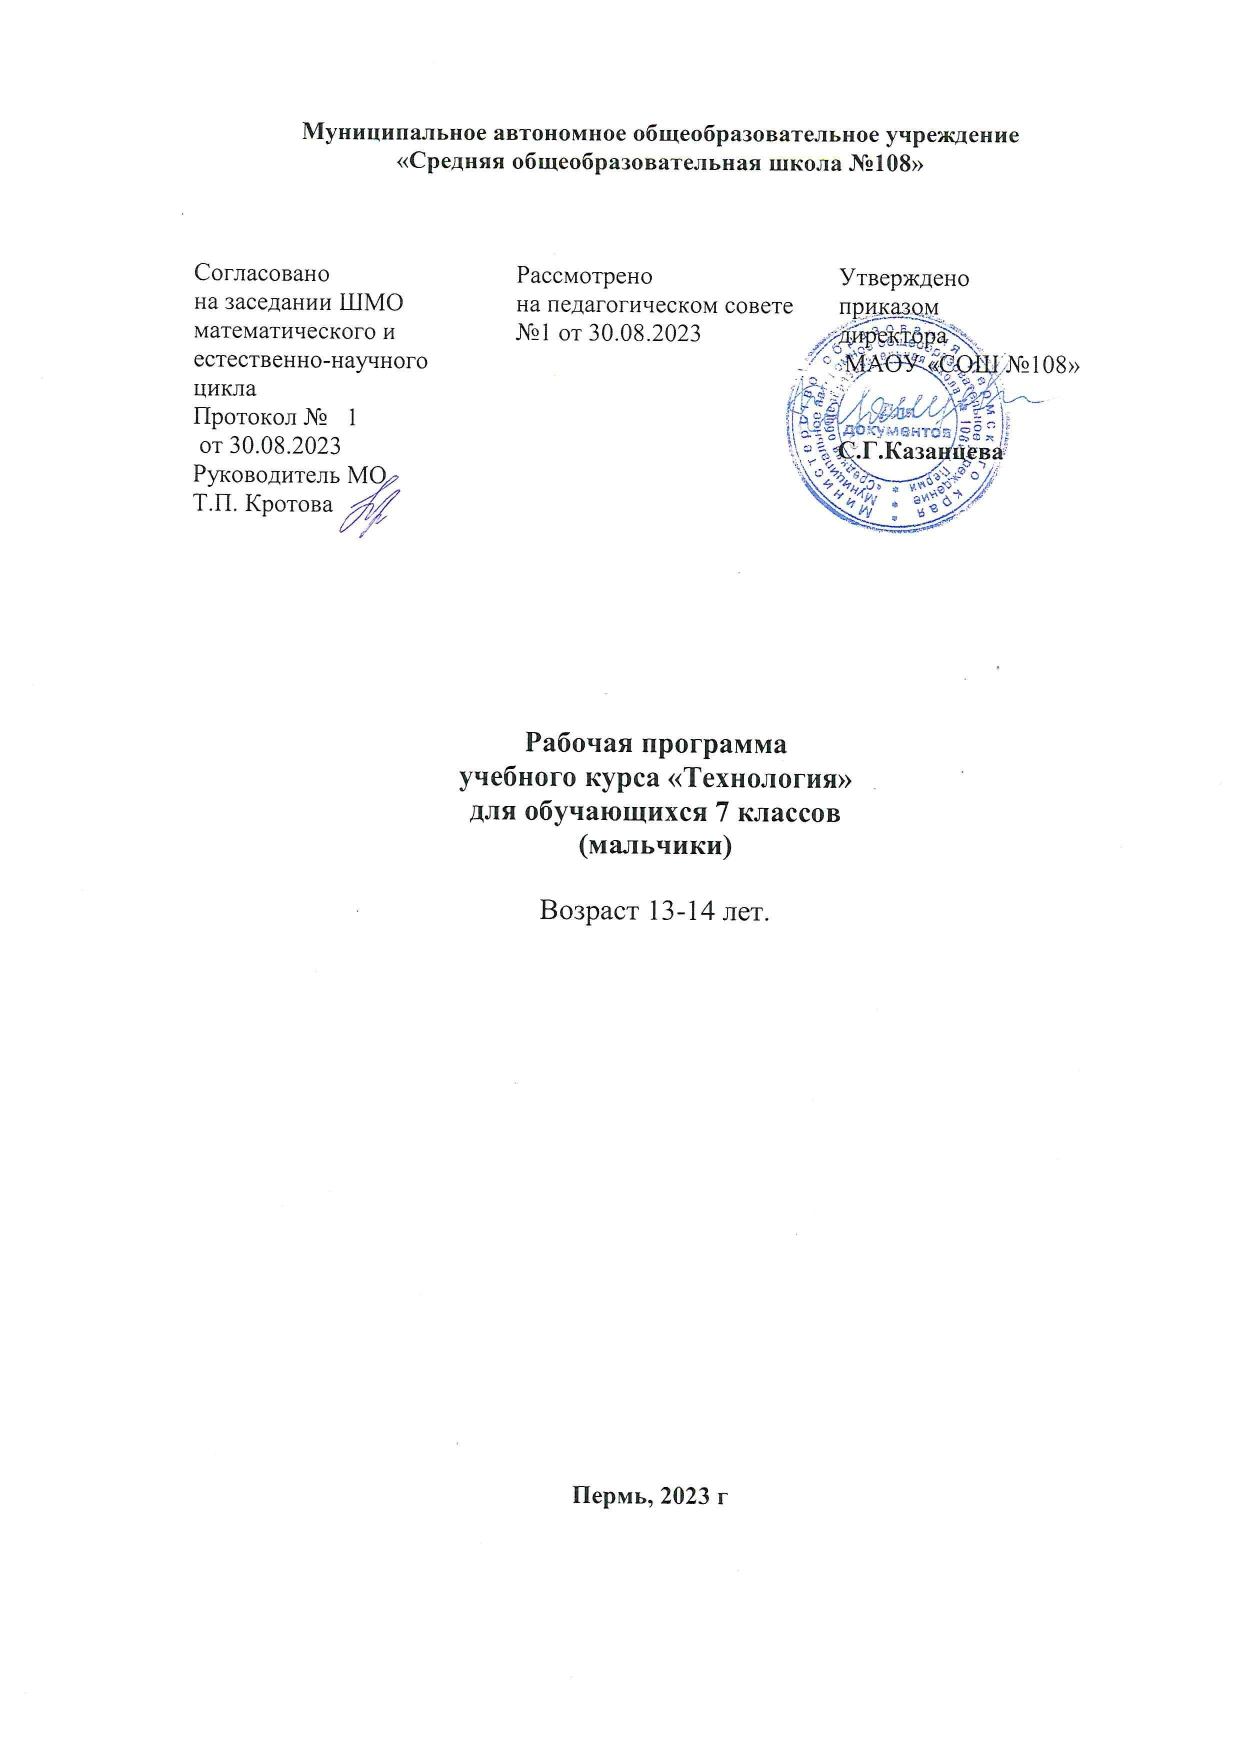 Муниципальное автономное общеобразовательное учреждение
«Средняя общеобразовательная школа №108»
Согласовано
на заседании ШМО
математического и
естественно-научного
цикла
Протокол № 1
от 30.08.2023
Руководитель МО
Т.П. Кротова
Рассмотрено
на педагогическом совете
№1 от 30.08.2023
Утверждено
приказом
директора
МАОУ «СОШ №108»
документов
С.Г.Казанцева
Рабочая программа
учебного курса «Технология»
для обучающихся 7 классов
(мальчики)
Возраст 13-14 лет.
Пермь, 2023 г